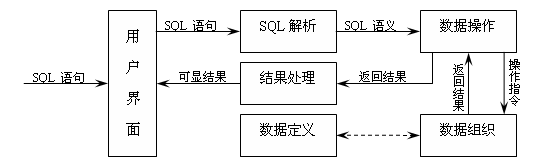 SQL 语句
用户界面
SQL 语句
SQL 解析
SQL 语义
数据操作
可显结果
结果处理
返回结果
返回结果
操作指令
数据定义
数据组织